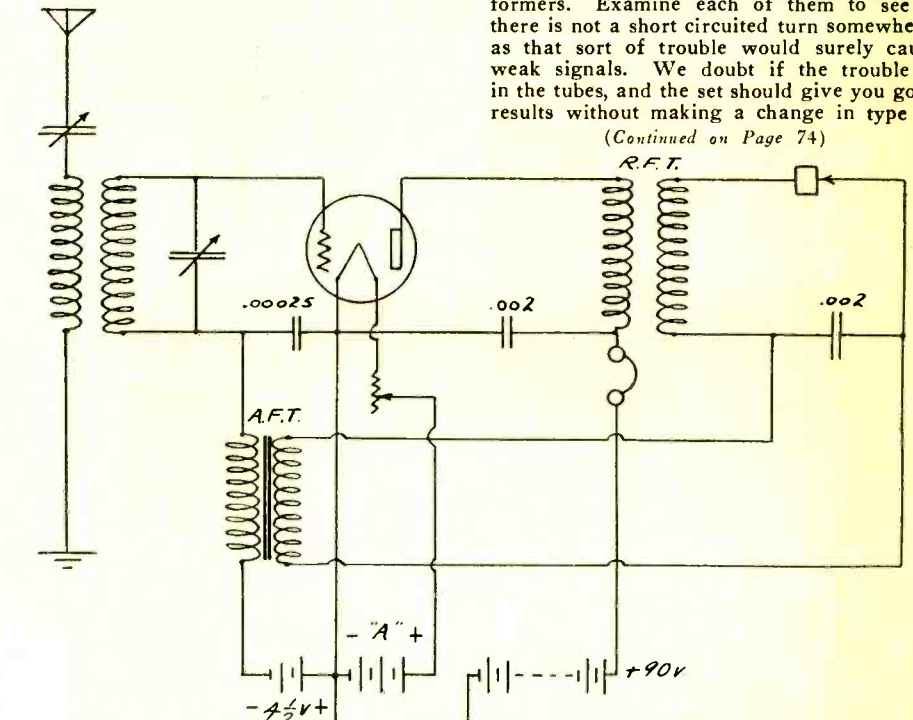 formers. Examine each of them to see
there is not a short circuited turn somewhe
as that sort of trouble would surely cau
weak signals. We doubt if the trouble
in the tubes, and the set should give you go
results without making a change in type
(Continued on Page 74)
R.F.T.
.00025
.002
.002
A.F.T.
- "A" +
+90v
- 4½v+